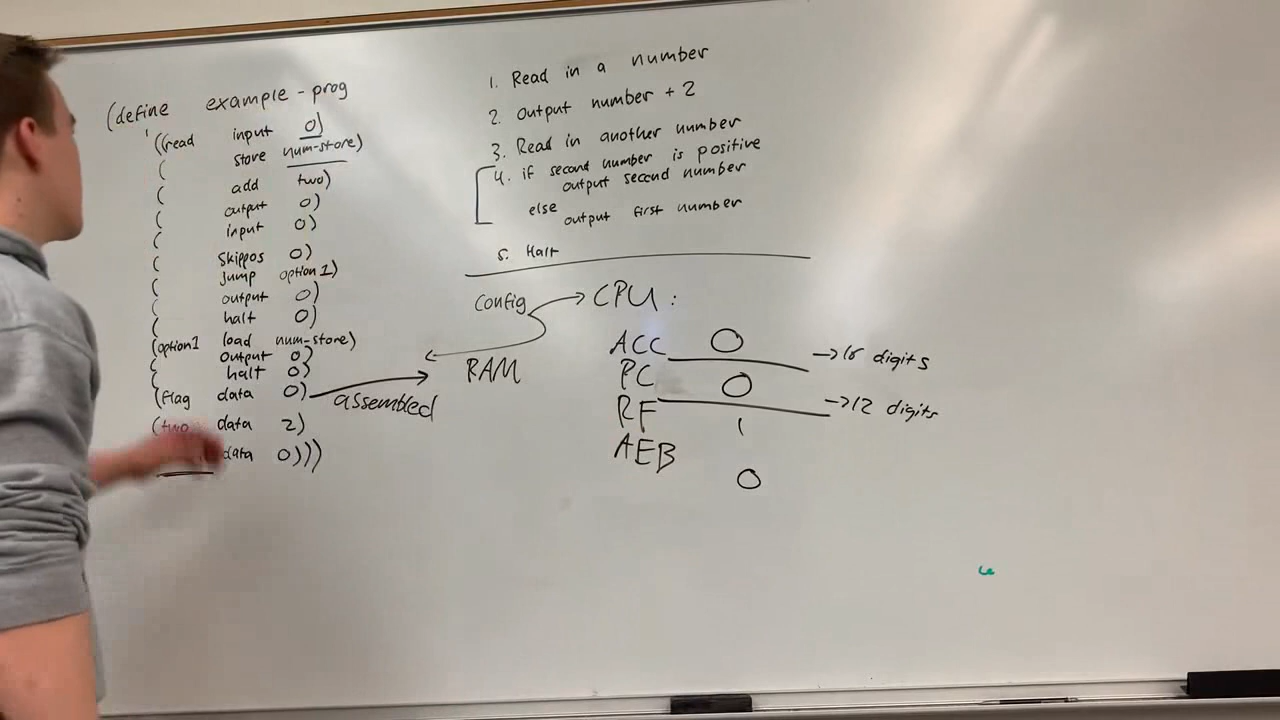 (define example-prog
'((read input 0)
( store num-store)
( add two)
( output 0)
( input 0)
( skippos 0)
( jump option1)
( output 0)
( halt 0)
(option1 load num-store)
( output 0)
( halt 0)
(flag data 0)
(two data 2)
data 0)))
assembled
1. Read in a number
2. output number + 2
3. Read in another number
4. if second number is positive
output second number
else
output first number
5. Halt
Config
RAM
CPU:
ACC 0
→16 digits
PC 0
→12 digits
RF 1
AEB 0